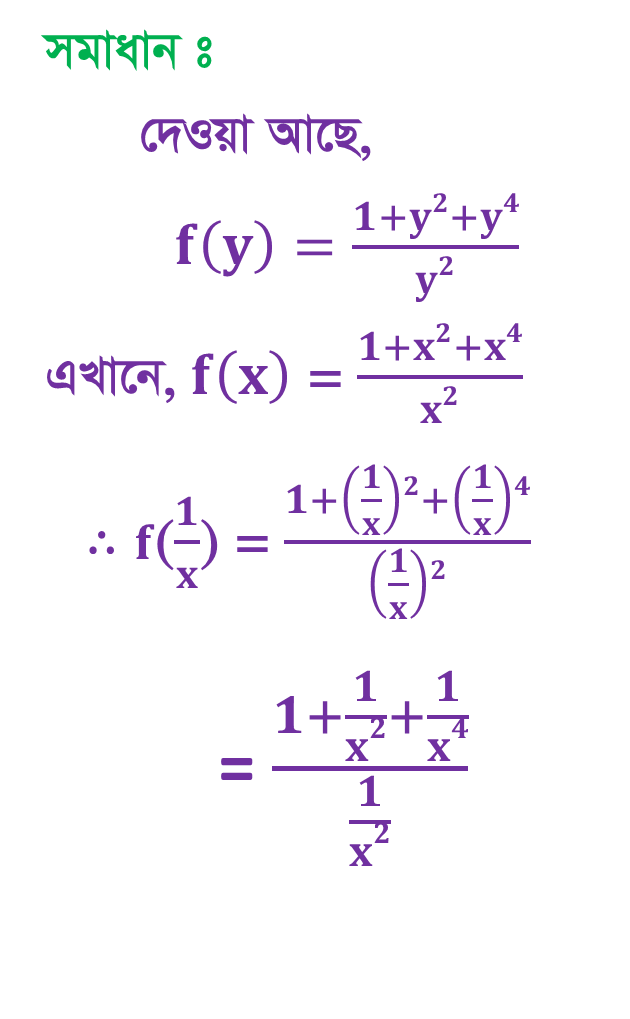 সমাধান ঃ
দেওয়া আছে,
f(y) = (1+y²+y⁴)/y²
এখানে, f(x) = (1+x²+x⁴)/x²
∴ f(1/x) = (1+(1/x)²+(1/x)⁴)/(1/x)²
= (1+1/x²+1/x⁴)/(1/x²)